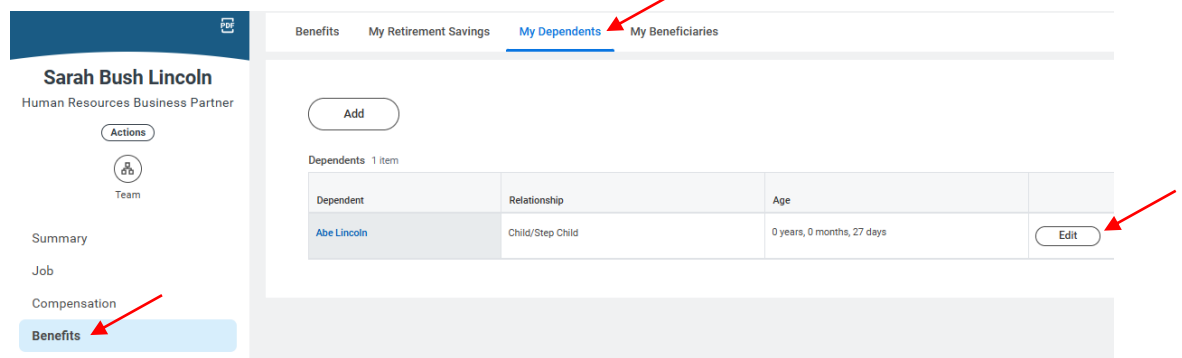 PDF
Sarah Bush Lincoln
Human Resources Business Partner
Actions
Team
Summary
Job
Compensation
Benefits
Benefits My Retirement Savings My Dependents My Beneficiaries
Add
Dependents 1 item
Dependent Relationship Age
Abe Lincoln Child/Step Child 0 years, 0 months, 27 days Edit